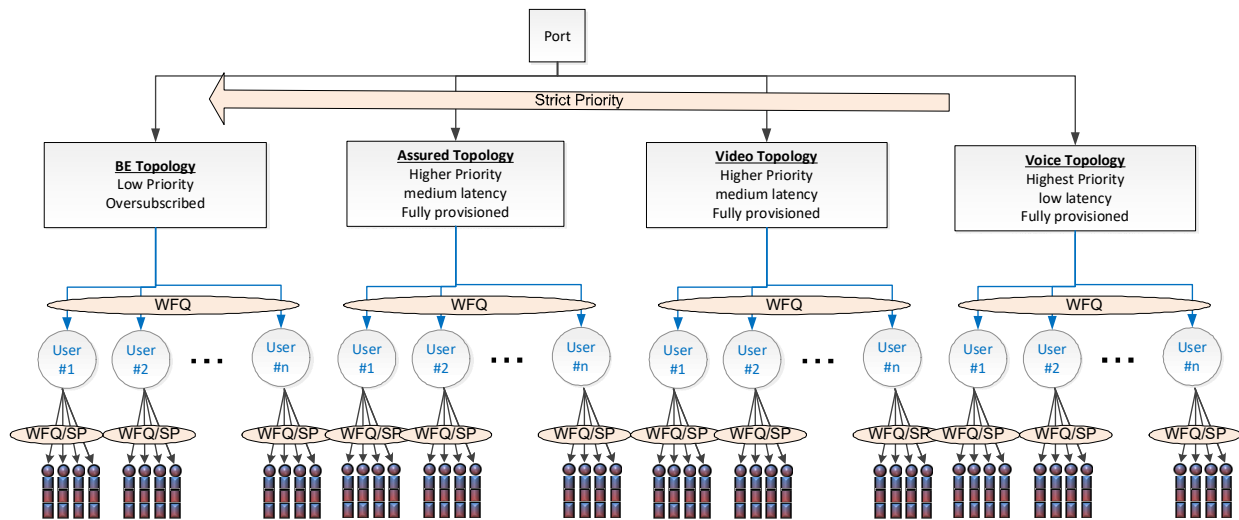 Port
Strict Priority
BE Topology
Low Priority
Oversubscribed
Assured Topology
Higher Priority
medium latency
Fully provisioned
Video Topology
Higher Priority
medium latency
Fully provisioned
Voice Topology
Highest Priority
low latency
Fully provisioned
WFQ
WFQ
WFQ
WFQ
User
#1
User
#2
...
User
#n
User
#1
User
#2
...
User
#n
User
#1
User
#2
...
User
#n
User
#1
User
#2
...
User
#n
WFQ/SP
WFQ/SP
WFQ/SP
WFQ/SP
WFQ/SP
WFQ/SP
WFQ/SP
WFQ/SP
WFQ/SP
WFQ/SP
WFQ/SP
WFQ/SP